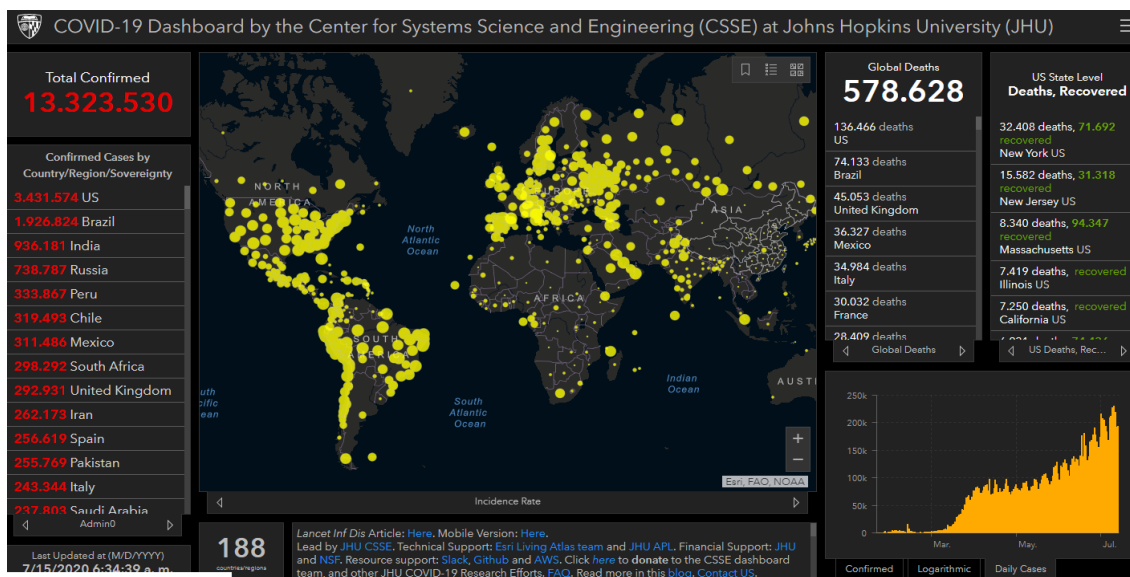 COVID-19 Dashboard by the Center for Systems Science and Engineering (CSSE) at Johns Hopkins University (JHU)
Total Confirmed
13.323.530
Confirmed Cases by
Country/Region/Sovereignty
3.431.574 US
1.926.824 Brazil
936.181 India
738.787 Russia
333.867 Peru
319.493 Chile
311.486 Mexico
298.292 South Africa
292.931 United Kingdom
262.173 Iran
256.619 Spain
255.769 Pakistan
243.344 Italy
237.803 Saudi Arabia
Admin0
Last Updated at (M/D/YYYY)
7/15/2020 6:34:39 a. m.
NORTH
AMERICA
North
Atlantic
Ocean
EUROPE
ASIA
AFRICA
SOUTH
AMERICA
South
Atlantic
Ocean
Indian
Ocean
AUSTI
uth
cific
ean
+
−
Esri, FAO, NOAA
Incidence Rate
188
countries/regions
Lancet Inf Dis Article: Here. Mobile Version: Here.
Lead by JHU CSSE. Technical Support: Esri Living Atlas team and JHU APL. Financial Support: JHU
and NSF. Resource support: Slack, Github and AWS. Click here to donate to the CSSE dashboard
team, and other JHU COVID-19 Research Efforts. FAQ. Read more in this blog. Contact US.
Global Deaths
578.628
136.466 deaths
US
74.133 deaths
Brazil
45.053 deaths
United Kingdom
36.327 deaths
Mexico
34.984 deaths
Italy
30.032 deaths
France
28.409 deaths
Global Deaths
US State Level
Deaths, Recovered
32.408 deaths, 71.692
recovered
New York US
15.582 deaths, 31.318
recovered
New Jersey US
8.340 deaths, 94.347
recovered
Massachusetts US
7.419 deaths, recovered
Illinois US
7.250 deaths, recovered
California US
US Deaths, Rec...
250k
200k
150k
100k
50k
0
Mar.
May.
Jul.
Confirmed
Logarithmic
Daily Cases